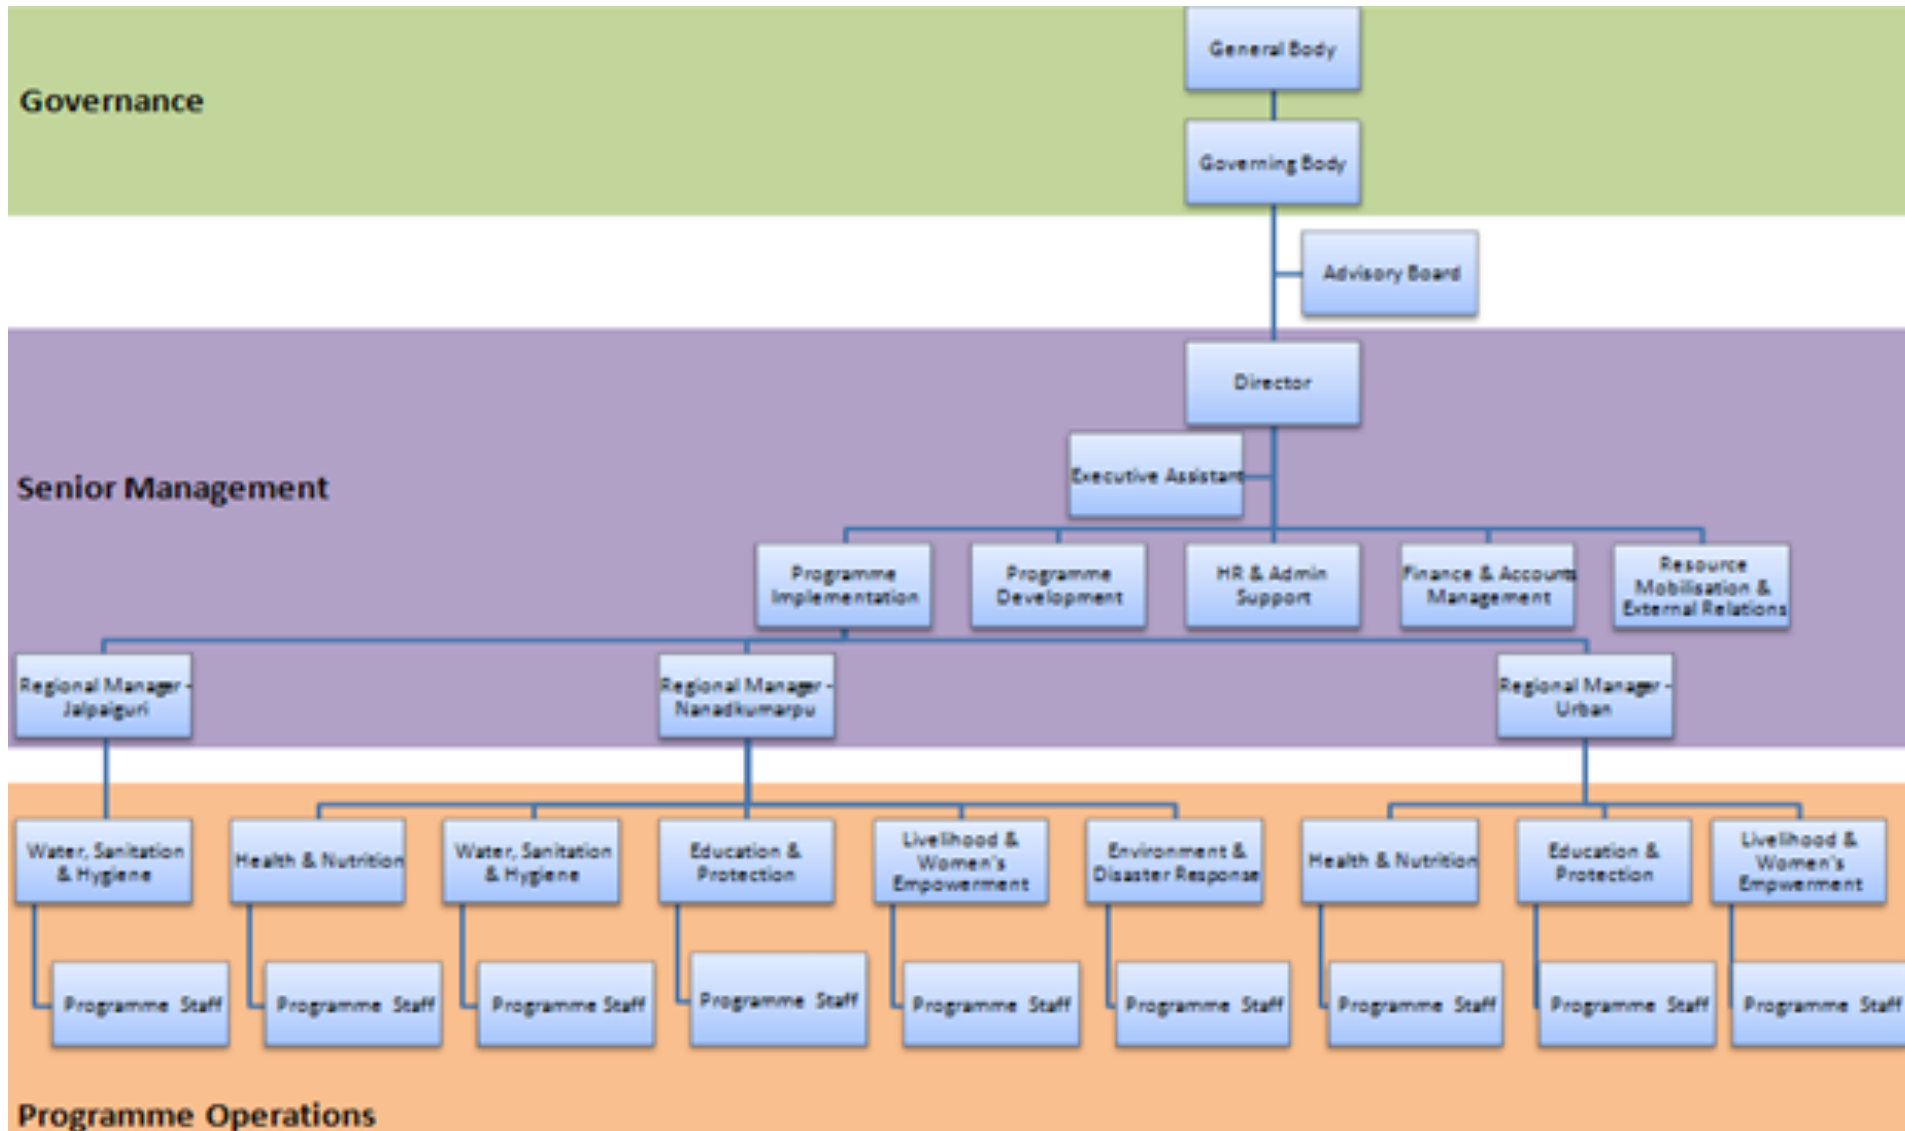 General Body
Governance
Governing Body
Advisory Board
Director
Executive Assistant
Senior Management
Programme
Implementation
Programme
Development
HR & Admin
Support
Finance & Accounts
Management
Resource
Mobilisation &
External Relations
Regional Manager -
Jalpaiguri
Regional Manager -
Nanadkumarpu
Regional Manager -
Urban
Water, Sanitation
& Hygiene
Health & Nutrition
Water, Sanitation
& Hygiene
Education &
Protection
Livelihood &
Women's
Empowerment
Environment &
Disaster Response
Health & Nutrition
Education &
Protection
Livelihood &
Women's
Empwerment
Programme Staff
Programme Staff
Programme Staff
Programme Staff
Programme Staff
Programme Staff
Programme Staff
Programme Staff
Programme Staff
Programme Operations